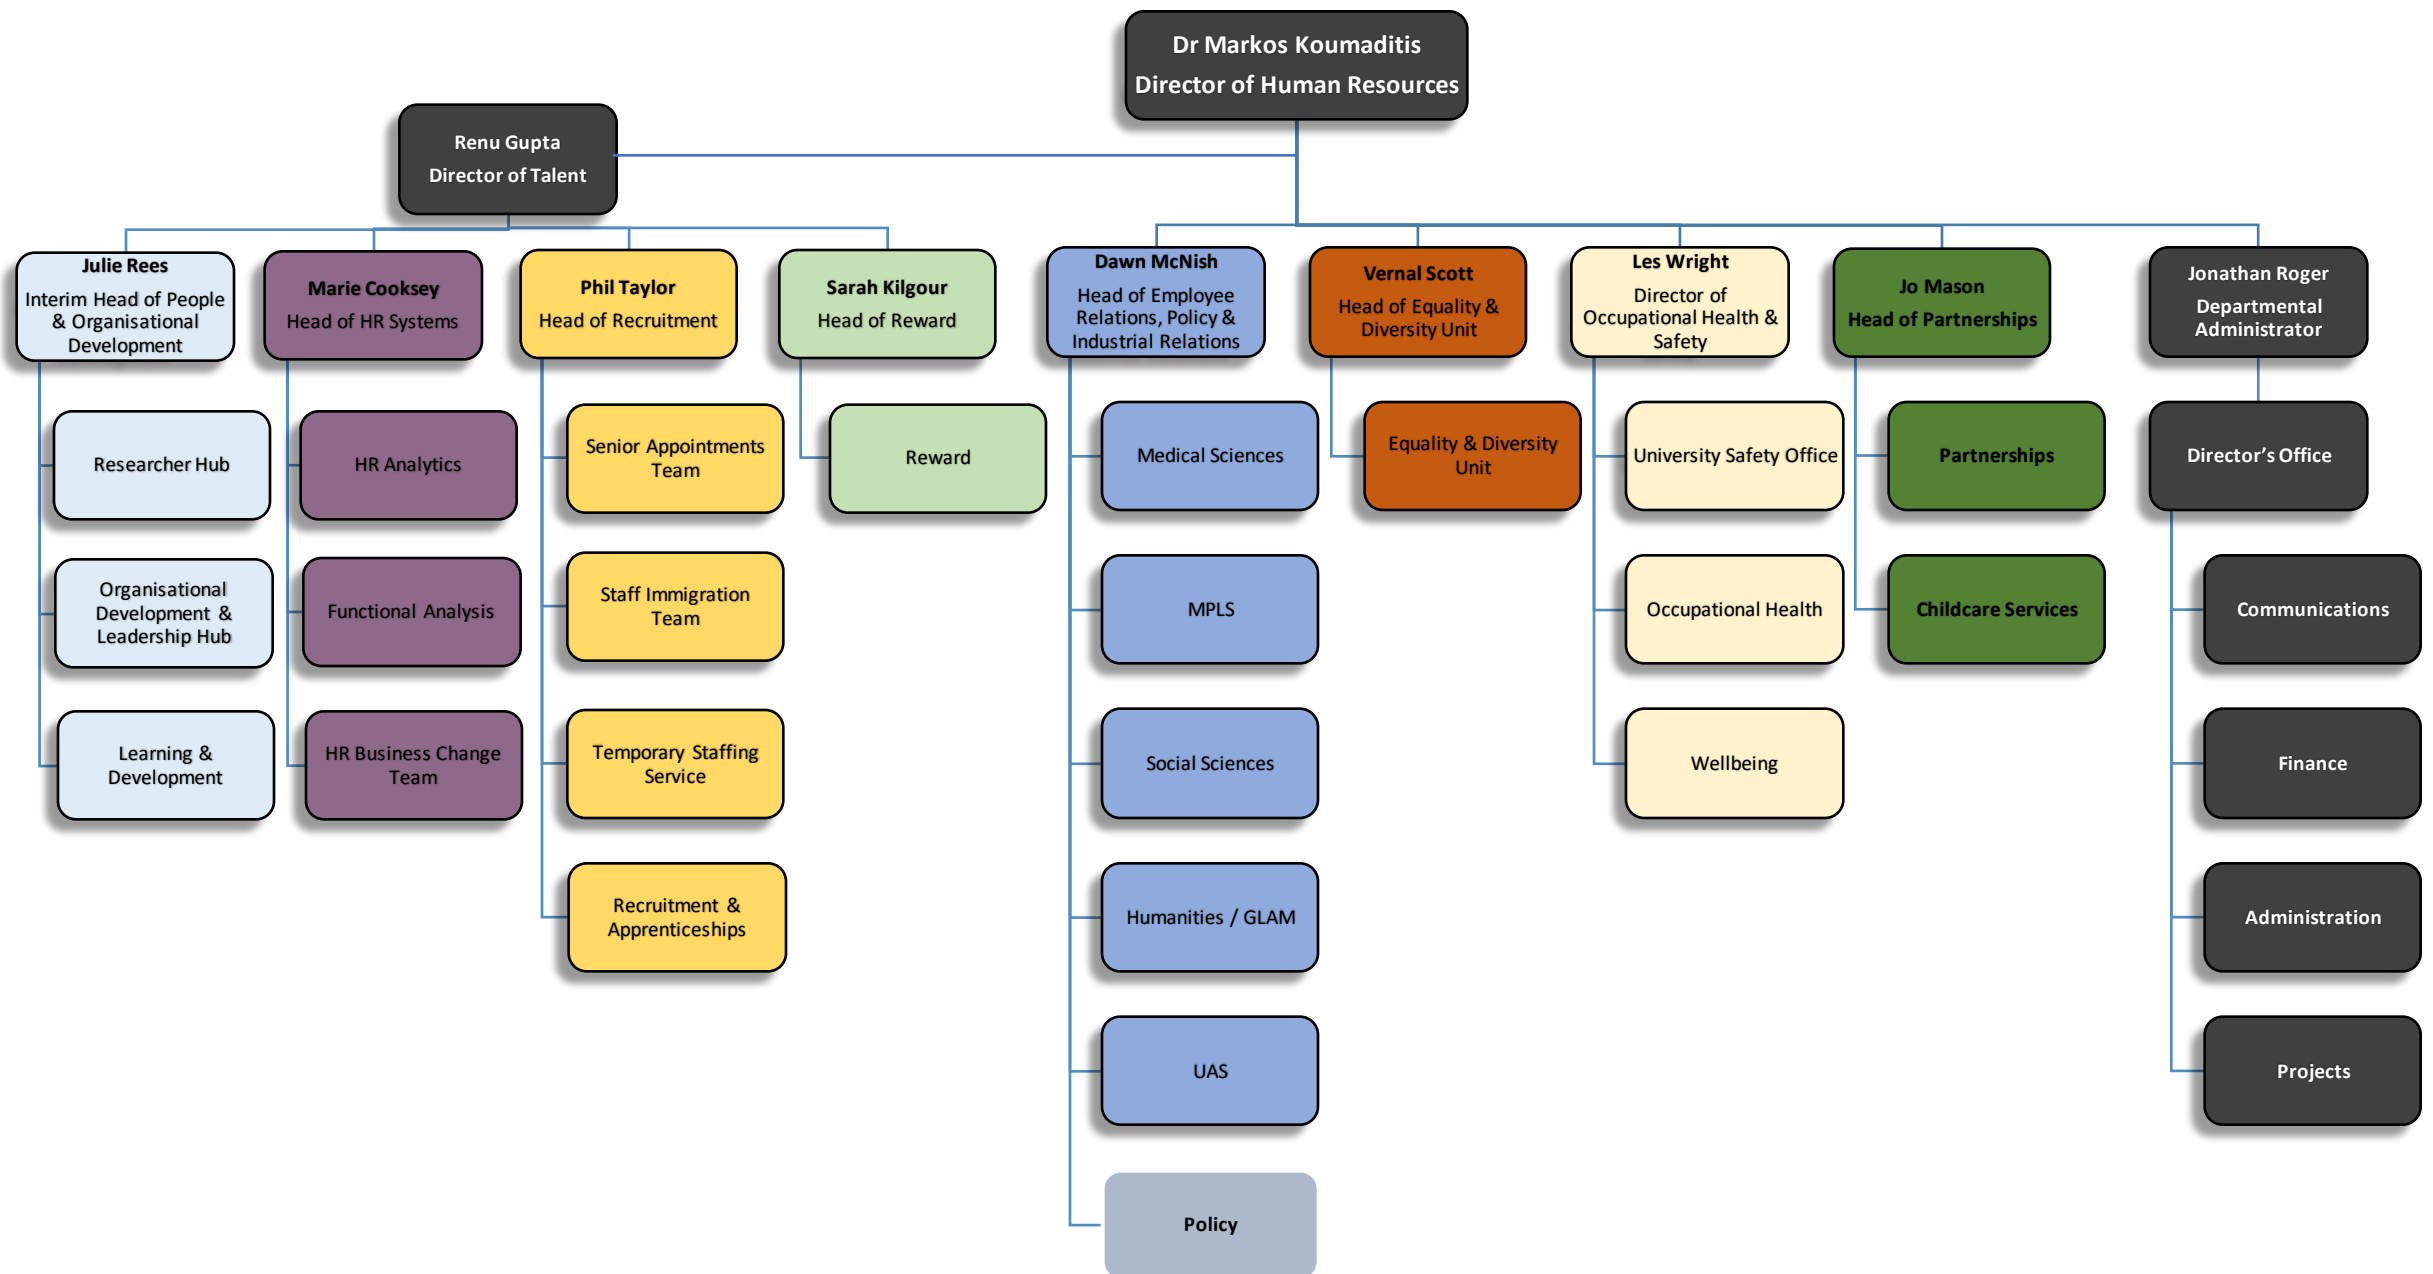 Dr Markos Koumaditis
Director of Human Resources
Renu Gupta
Director of Talent
Julie Rees
Interim Head of People
& Organisational
Development
Marie Cooksey
Head of HR Systems
Phil Taylor
Head of Recruitment
Sarah Kilgour
Head of Reward
Dawn McNish
Head of Employee
Relations, Policy &
Industrial Relations
Vernal Scott
Head of Equality &
Diversity Unit
Les Wright
Director of
Occupational Health &
Safety
Jo Mason
Head of Partnerships
Jonathan Roger
Departmental
Administrator
Researcher Hub
HR Analytics
Senior Appointments
Team
Reward
Medical Sciences
Equality & Diversity
Unit
University Safety Office
Partnerships
Director’s Office
Organisational
Development &
Leadership Hub
Functional Analysis
Staff Immigration
Team
MPLS
Occupational Health
Childcare Services
Communications
Learning &
Development
HR Business Change
Team
Temporary Staffing
Service
Social Sciences
Wellbeing
Finance
Recruitment &
Apprenticeships
Humanities / GLAM
Administration
UAS
Projects
Policy